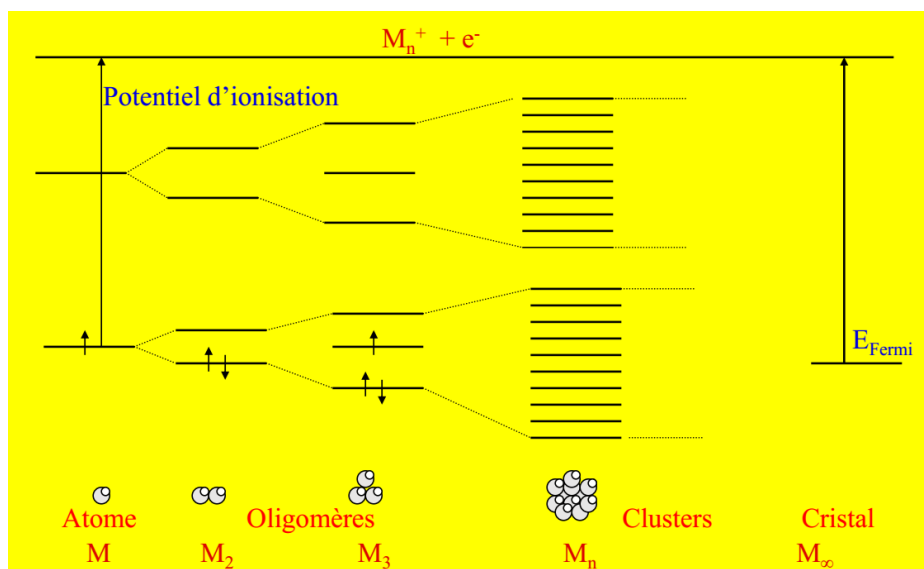 Mn+ + e-
Potentiel d'ionisation
EFermi
Atome Oligomères Clusters Cristal
M M2 M3 Mn M∞